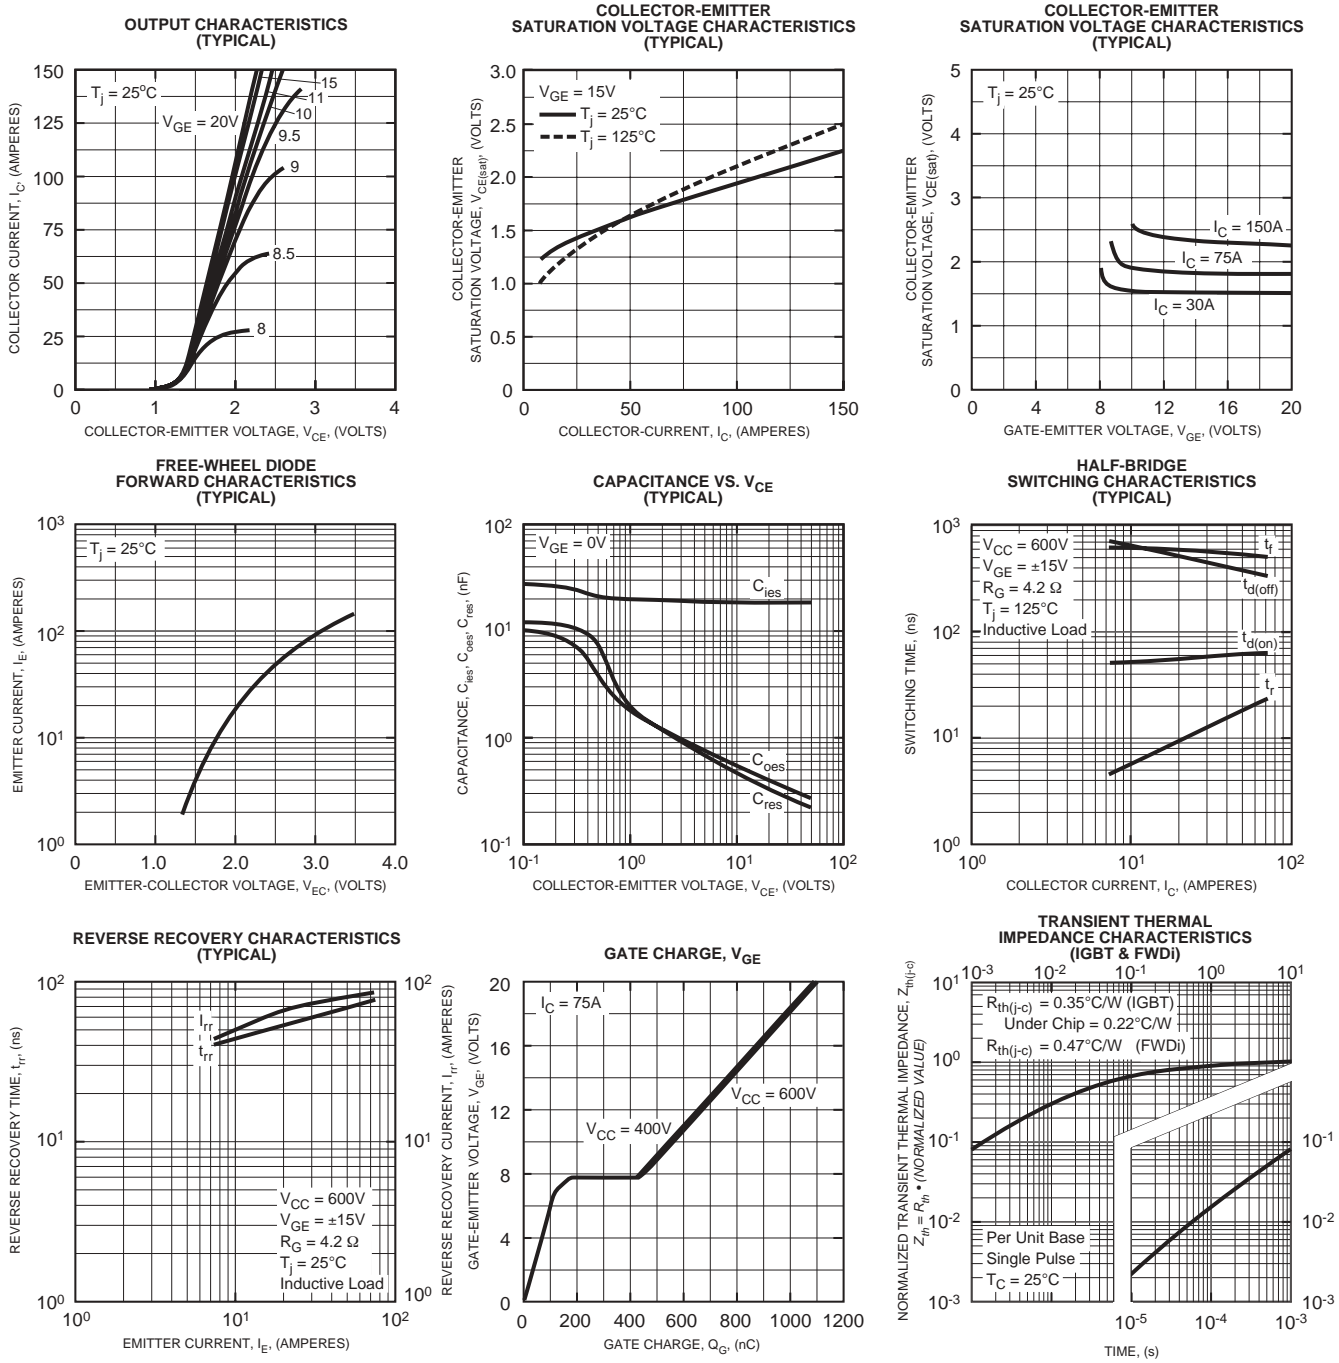 OUTPUT CHARACTERISTICS
(TYPICAL)
COLLECTOR CURRENT, IC, (AMPERES)
150
125
100
75
50
25
0
Tj = 25oC
VGE = 20V
15
11
10
9.5
9
8.5
8
0 1 2 3 4
COLLECTOR-EMITTER VOLTAGE, VCE, (VOLTS)
COLLECTOR-EMITTER
SATURATION VOLTAGE CHARACTERISTICS
(TYPICAL)
COLLECTOR-EMITTER
SATURATION VOLTAGE, VCE(sat), (VOLTS)
3.0
2.5
2.0
1.5
1.0
0.5
0
VGE = 15V
Tj = 25°C
Tj = 125°C
0 50 100 150
COLLECTOR-CURRENT, IC, (AMPERES)
COLLECTOR-EMITTER
SATURATION VOLTAGE CHARACTERISTICS
(TYPICAL)
COLLECTOR-EMITTER
SATURATION VOLTAGE, VCE(sat), (VOLTS)
5
4
3
2
1
0
Tj = 25°C
IC = 150A
IC = 75A
IC = 30A
0 4 8 12 16 20
GATE-EMITTER VOLTAGE, VGE, (VOLTS)
FREE-WHEEL DIODE
FORWARD CHARACTERISTICS
(TYPICAL)
EMITTER CURRENT, IE, (AMPERES)
103
102
101
100
Tj = 25°C
0 1.0 2.0 3.0 4.0
EMITTER-COLLECTOR VOLTAGE, VEC, (VOLTS)
CAPACITANCE VS. VCE
(TYPICAL)
CAPACITANCE, Cies, Coes, Cres, (nF)
102
101
100
10-1
VGE = 0V
Cies
Coes
Cres
10-1 100 101 102
COLLECTOR-EMITTER VOLTAGE, VCE, (VOLTS)
HALF-BRIDGE
SWITCHING CHARACTERISTICS
(TYPICAL)
SWITCHING TIME, (ns)
103
102
101
100
VCC = 600V
VGE = ±15V
RG = 4.2 Ω
Tj = 125°C
Inductive Load
tf
td(off)
td(on)
tr
100 101 102
COLLECTOR CURRENT, IC, (AMPERES)
REVERSE RECOVERY CHARACTERISTICS
(TYPICAL)
REVERSE RECOVERY TIME, trr, (ns)
102
101
100
Irr
trr
VCC = 600V
VGE = ±15V
RG = 4.2 Ω
Tj = 25°C
Inductive Load
102
101
100
REVERSE RECOVERY CURRENT, Irr, (AMPERES)
100 101 102
EMITTER CURRENT, IE, (AMPERES)
GATE CHARGE, VGE
GATE-EMITTER VOLTAGE, VGE, (VOLTS)
20
16
12
8
4
0
IC = 75A
VCC = 400V
VCC = 600V
0 200 400 600 800 1000 1200
GATE CHARGE, QG, (nC)
TRANSIENT THERMAL
IMPEDANCE CHARACTERISTICS
(IGBT & FWDi)
NORMALIZED TRANSIENT THERMAL IMPEDANCE, Zth(j-c)
Zth = Rth • (NORMALIZED VALUE)
10-3 10-2 10-1 100 101
101
100
10-1
10-2
10-3
Rth(j-c) = 0.35°C/W (IGBT)
Under Chip = 0.22°C/W
Rth(j-c) = 0.47°C/W (FWDi)
Per Unit Base
Single Pulse
TC = 25°C
10-1
10-2
10-3
10-5 10-4 10-3
TIME, (s)